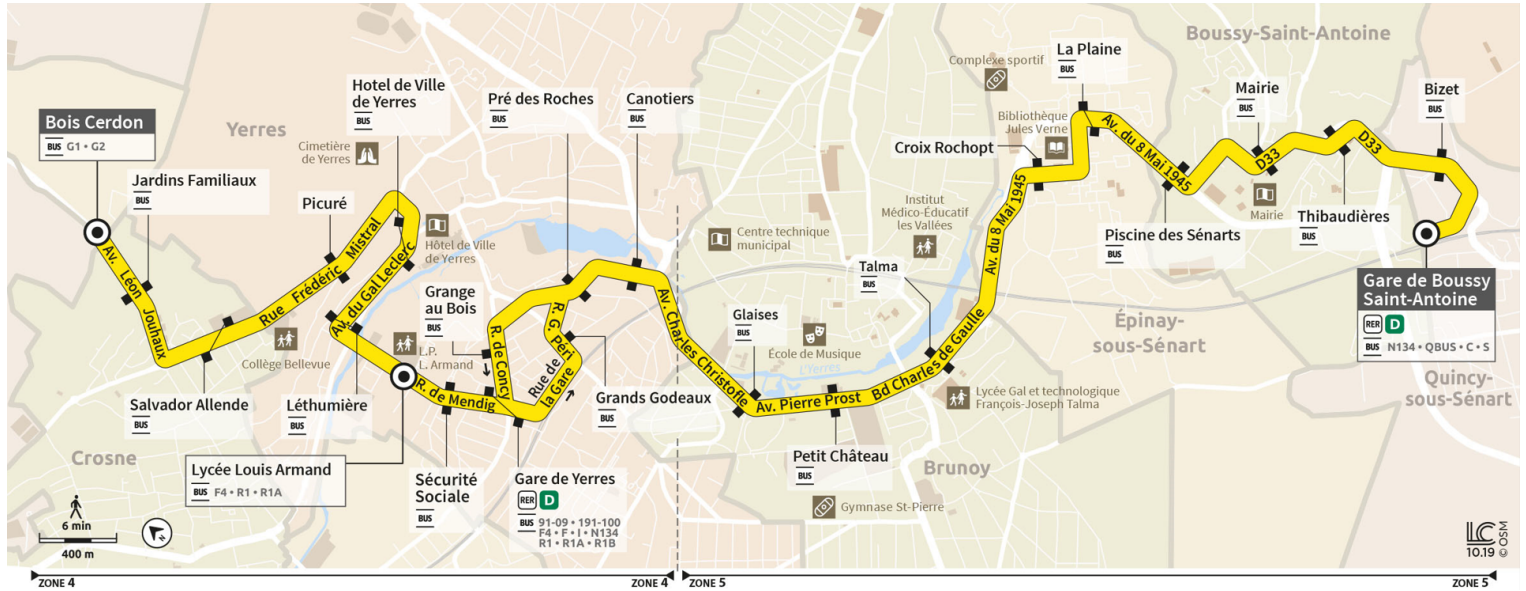 Boussy-Saint-Antoine
La Plaine
BUS
Complexe sportif
Hotel de Ville
de Yerres
BUS
Pré des Roches
BUS
Canotiers
BUS
Mairie
BUS
Bizet
BUS
Bois Cerdon
BUS G1 • G2
Yerres
Cimetière
de Yerres
Bibliothèque
Jules Verne
Av. du 8 Mai 1945
D33
D33
Croix Rochopt
Jardins Familiaux
BUS
Picuré
Institut
Médico-Éducatif
les Vallées
Mairie
Thibaudières
BUS
Piscine des Sénarts
BUS
Av. du 8 Mai 1945
Hôtel de Ville
de Yerres
Centre technique
municipal
Av. Léon Jouhaux
Rue Frédéric Mistral
Av. du Gal Leclerc
Talma
BUS
Gare de Boussy
Saint-Antoine
RER D
BUS N134 • QBUS • C • S
Grange
au Bois
BUS
R. de Concy
R. G. Péri
Rue de
la Gare
Av. Charles Christofle
Glaises
BUS
École de Musique
L'Yerres
Épinay-
sous-Sénart
Collège Bellevue
L.P.
L. Armand
R. de Mendig
Av. Pierre Prost
Bd Charles de Gaulle
Lycée Gal et technologique
François-Joseph Talma
Quincy-
sous-Sénart
Salvador Allende
BUS
Léthumière
BUS
Grands Godeaux
BUS
Crosne
Lycée Louis Armand
BUS F4 • R1 • R1A
Sécurité
Sociale
BUS
Gare de Yerres
RER D
BUS 91-09 • 191-100
F4 • F • I • N134
R1 • R1A • R1B
Petit Château
BUS
Brunoy
Gymnase St-Pierre
6 min
400 m
N
LC
10.19
© OSM
ZONE 4
ZONE 4
ZONE 5
ZONE 5